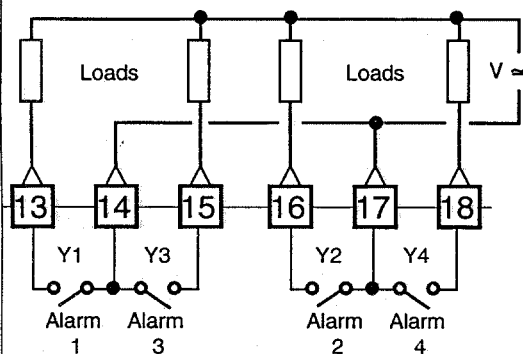 Loads Loads V ≃
13 14 15 16 17 18
Y1 Y3 Y2 Y4
Alarm Alarm Alarm Alarm
1 3 2 4